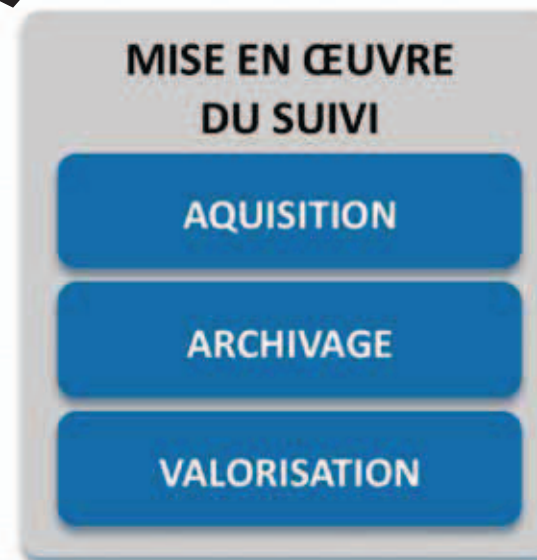 MISE EN ŒUVRE
DU SUIVI
AQUISITION
ARCHIVAGE
VALORISATION